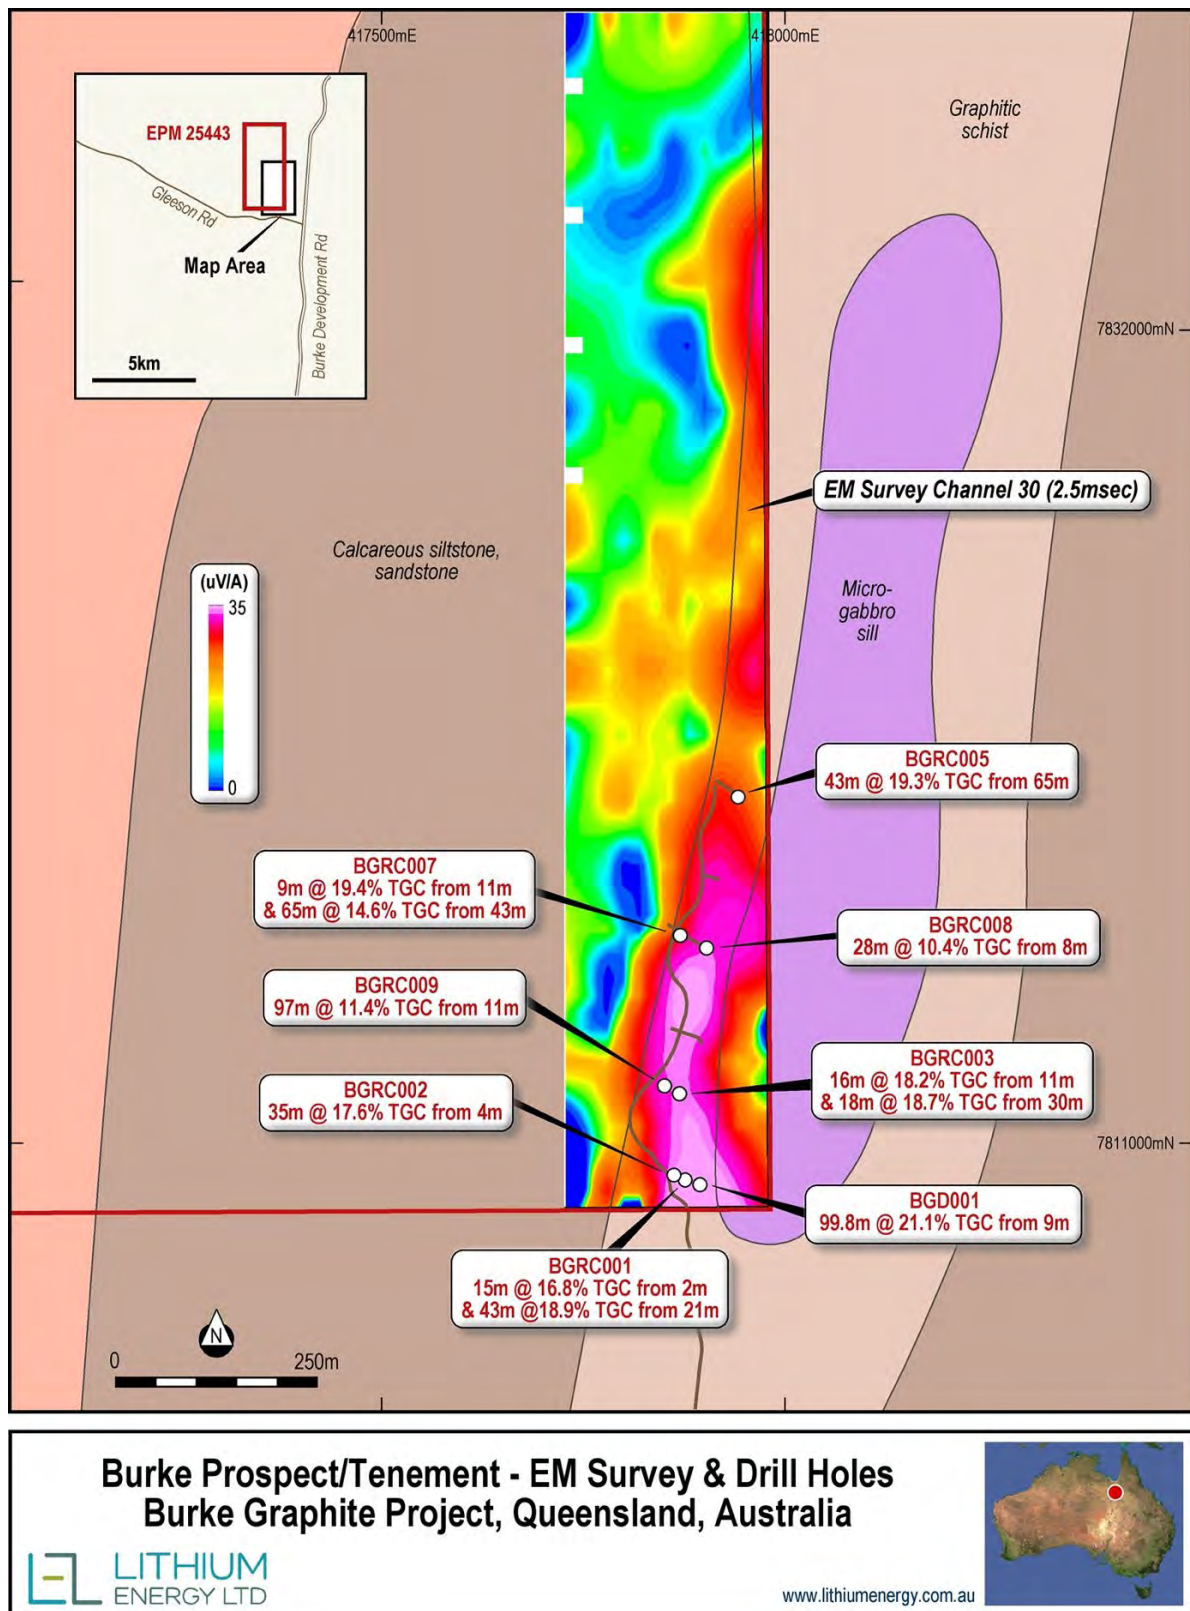 417500mE
418000mE
EPM 25443
Gleeson Rd
Map Area
Burke Development Rd
5km
Graphitic
schist
7832000mN
EM Survey Channel 30 (2.5msec)
Calcareous siltstone,
sandstone
(uV/A)
35
0
Micro-
gabbro
sill
BGRC005
43m @ 19.3% TGC from 65m
BGRC007
9m @ 19.4% TGC from 11m
& 65m @ 14.6% TGC from 43m
BGRC008
28m @ 10.4% TGC from 8m
BGRC009
97m @ 11.4% TGC from 11m
BGRC003
16m @ 18.2% TGC from 11m
& 18m @ 18.7% TGC from 30m
BGRC002
35m @ 17.6% TGC from 4m
7811000mN
BGD001
99.8m @ 21.1% TGC from 9m
BGRC001
15m @ 16.8% TGC from 2m
& 43m @18.9% TGC from 21m
N
0
250m
Burke Prospect/Tenement - EM Survey & Drill Holes
Burke Graphite Project, Queensland, Australia
LEL
LITHIUM
ENERGY LTD
www.lithiumenergy.com.au